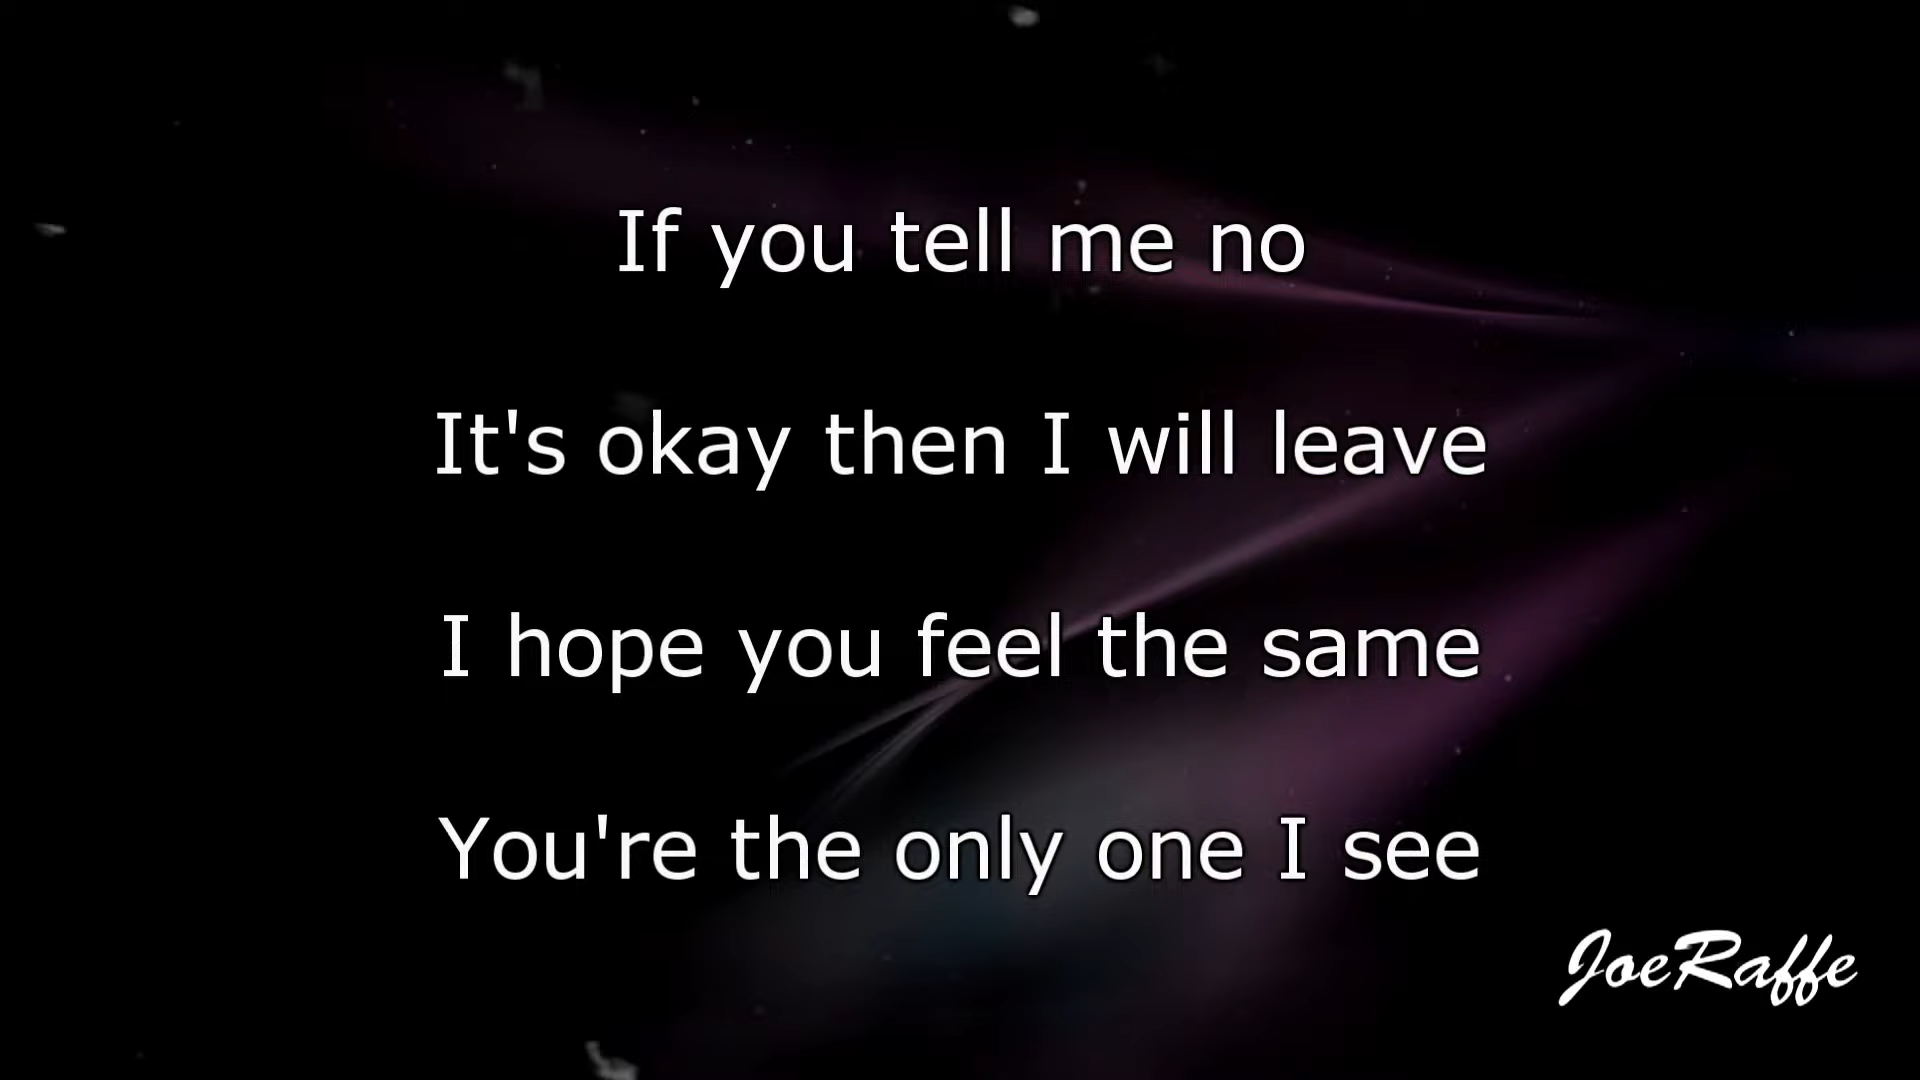 If you tell me no
It's okay then I will leave
I hope you feel the same
You're the only one I see
JoeRaffe